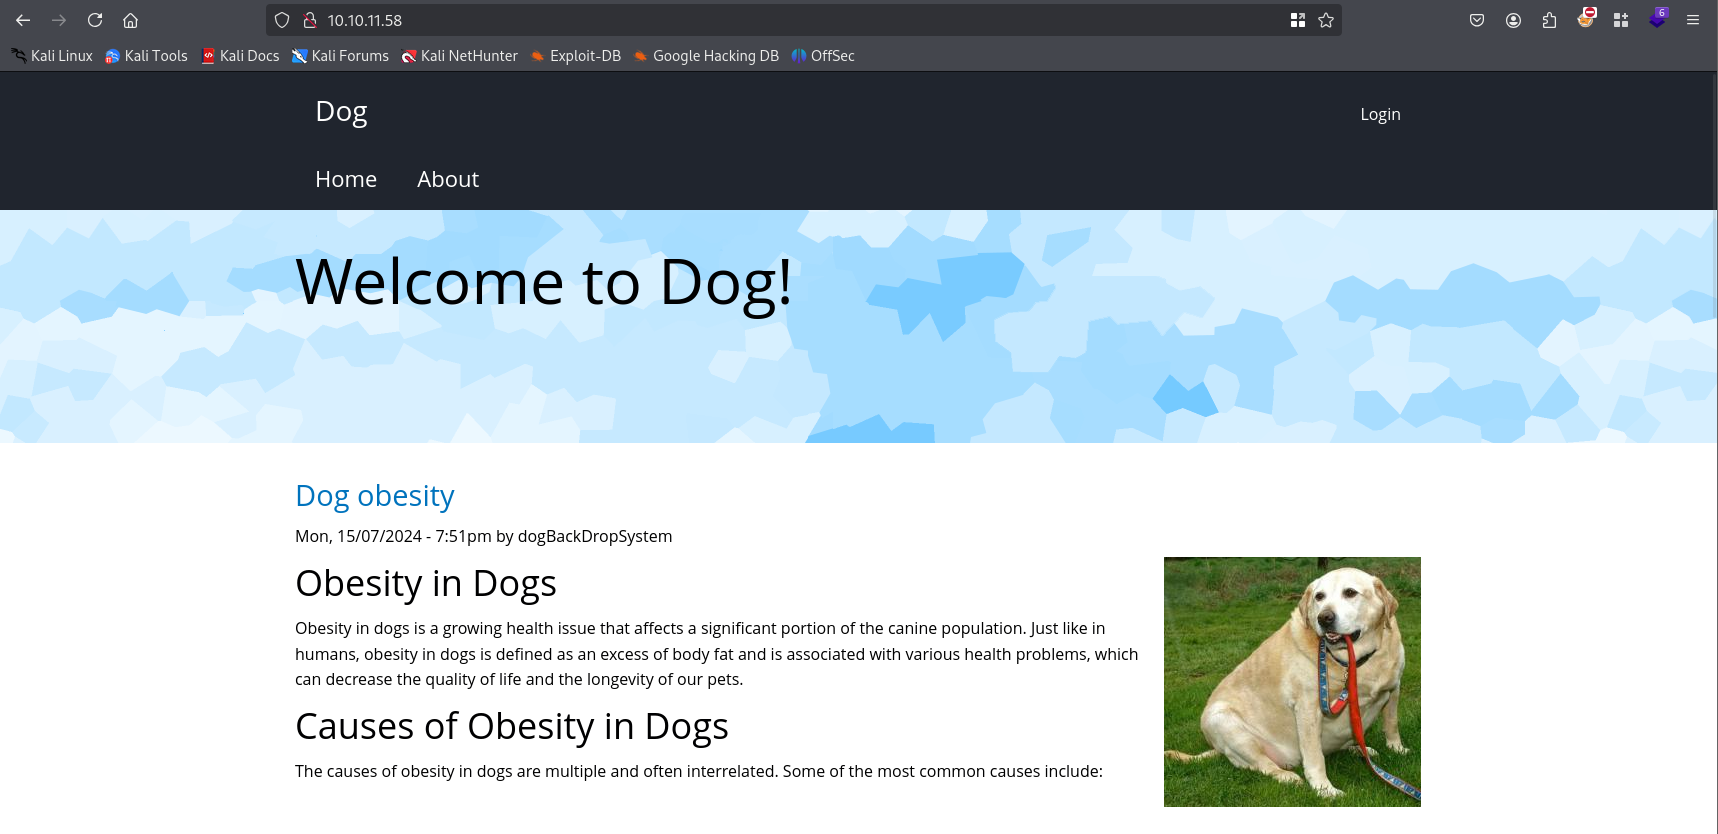 10.10.11.58
Kali Linux Kali Tools Kali Docs Kali Forums Kali NetHunter Exploit-DB Google Hacking DB OffSec
6
Dog
Login
Home About
Welcome to Dog!
Dog obesity
Mon, 15/07/2024 - 7:51pm by dogBackDropSystem
Obesity in Dogs
Obesity in dogs is a growing health issue that affects a significant portion of the canine population. Just like in
humans, obesity in dogs is defined as an excess of body fat and is associated with various health problems, which
can decrease the quality of life and the longevity of our pets.
Causes of Obesity in Dogs
The causes of obesity in dogs are multiple and often interrelated. Some of the most common causes include: